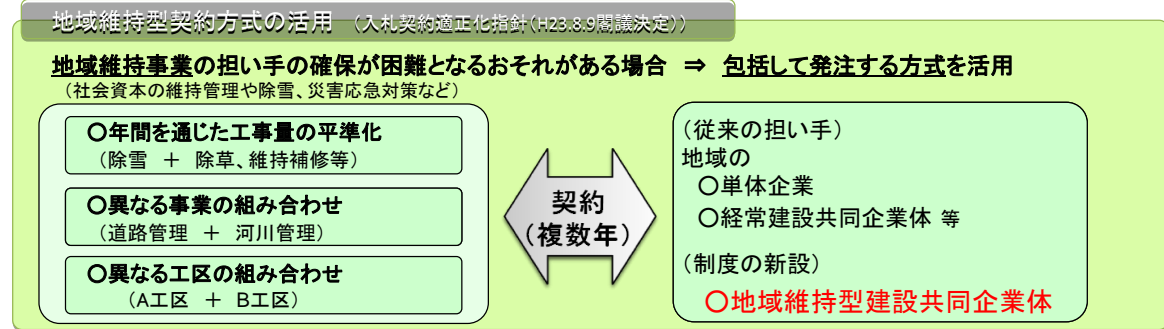 地域維持型契約方式の活用 （入札契約適正化指針（H23.8.9閣議決定））
地域維持事業の担い手の確保が困難となるおそれがある場合 ⇒ 包括して発注する方式を活用
（社会資本の維持管理や除雪、災害応急対策など）
〇年間を通じた工事量の平準化
（除雪 ＋ 除草、維持補修等）
〇異なる事業の組み合わせ
（道路管理 ＋ 河川管理）
〇異なる工区の組み合わせ
（A工区 ＋ B工区）
契約
（複数年）
（従来の担い手）
地域の
〇単体企業
〇経常建設共同企業体 等
（制度の新設）
〇地域維持型建設共同企業体